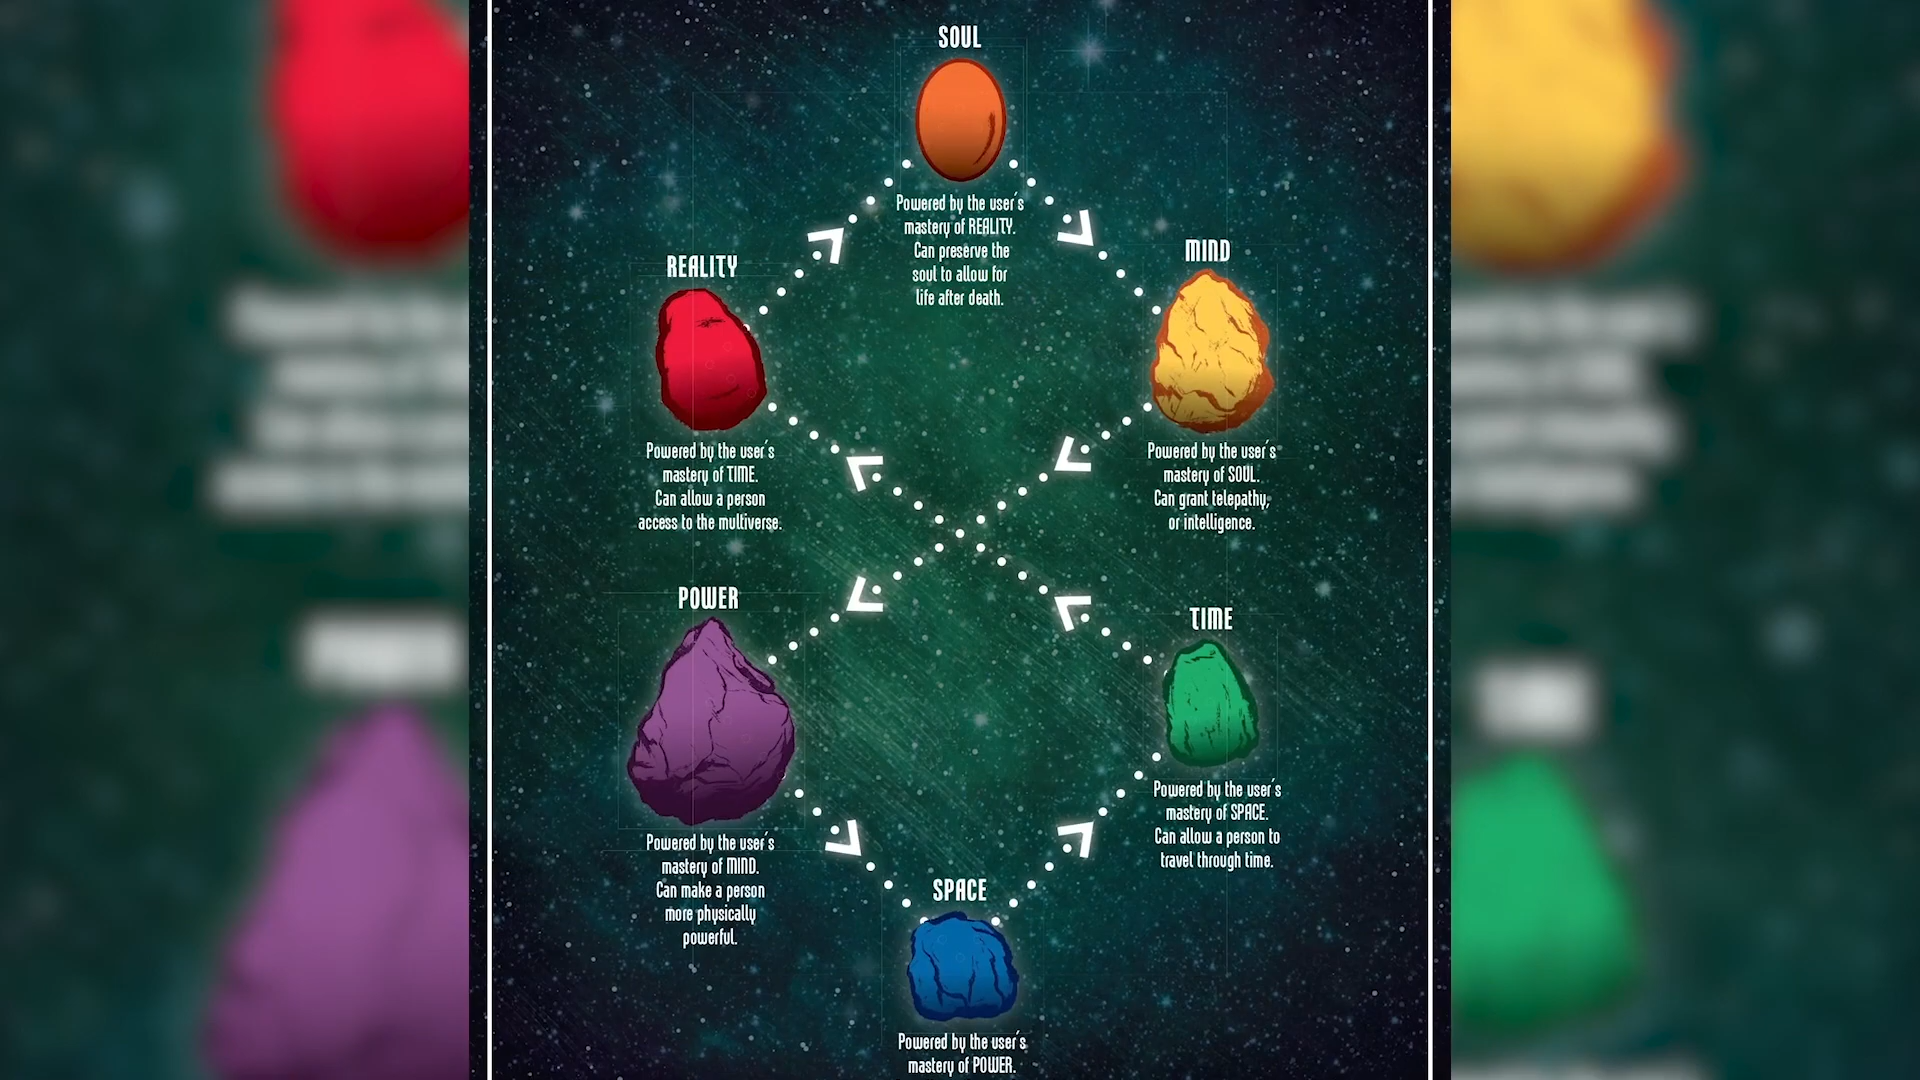 SOUL
Powered by the user's
mastery of REALITY.
Can preserve the
soul to allow for
life after death.
REALITY
Powered by the user's
mastery of TIME.
Can allow a person
access to the multiverse.
MIND
Powered by the user's
mastery of SOUL.
Can grant telepathy,
or intelligence.
POWER
Powered by the user's
mastery of MIND.
Can make a person
more physically
powerful.
TIME
Powered by the user's
mastery of SPACE.
Can allow a person to
travel through time.
SPACE
Powered by the user's
mastery of POWER.